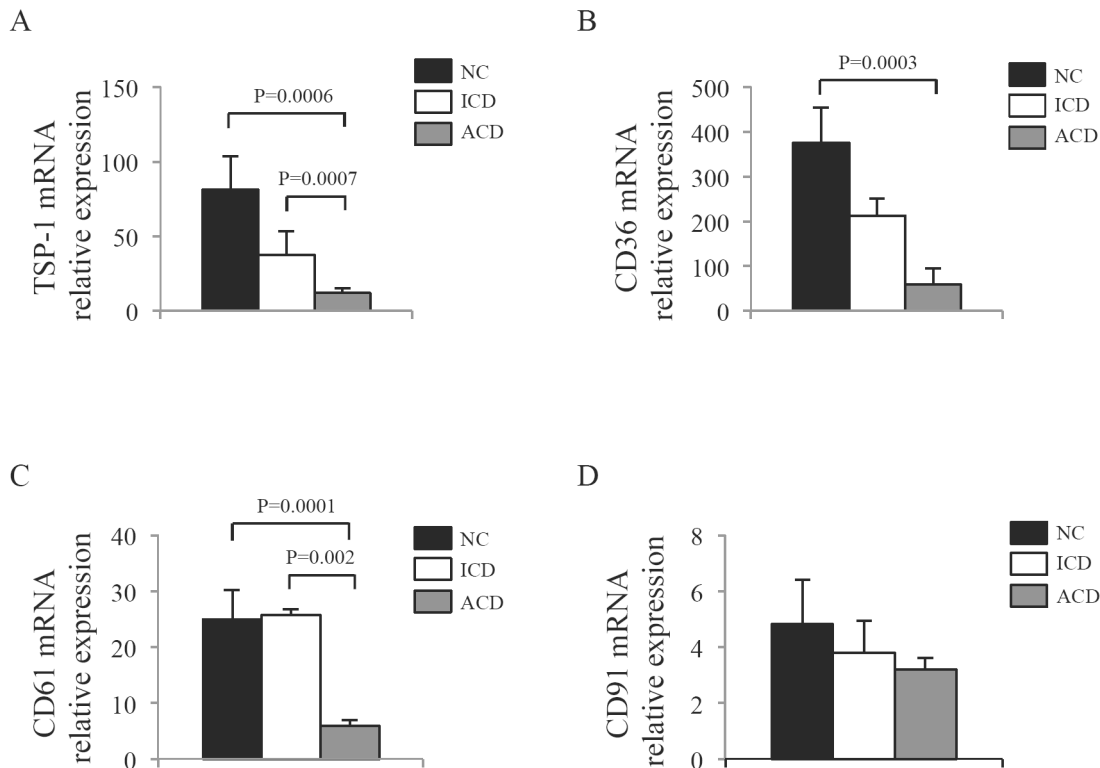 A
TSP-1 mRNA
relative expression
150
100
50
0
P=0.0006
P=0.0007
NC
ICD
ACD
B
CD36 mRNA
relative expression
500
400
300
200
100
0
P=0.0003
NC
ICD
ACD
C
CD61 mRNA
relative expression
40
30
20
10
0
P=0.0001
P=0.002
NC
ICD
ACD
D
CD91 mRNA
relative expression
8
6
4
2
0
NC
ICD
ACD